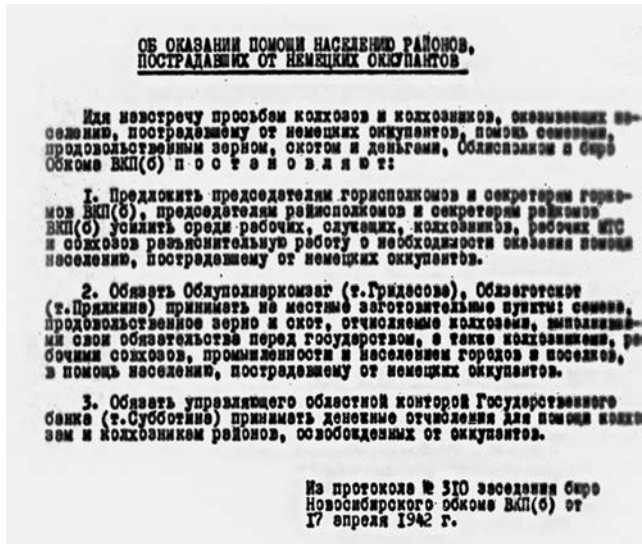 ОБ ОКАЗАНИИ ПОМОЩИ НАСЕЛЕНИЮ РАЙОНОВ,
ПОСТРАДАВШИХ ОТ НЕМЕЦКИХ ОККУПАНТОВ
Идя навстречу просьбам колхозов и колхозников, оказывающих на-
селению, пострадавшему от немецких оккупантов, помощь семенами,
продовольственным зерном, скотом и деньгами, Облисполком и бюро
Обкома ВКП(б) п о с т а н о в л я ю т:
1. Предложить председателям горисполкомов и секретарям горко-
мов ВКП(б), председателям райисполкомов и секретарям райкомов
ВКП(б) усилить среди рабочих, служащих, колхозников, рабочих МТС
и совхозов разъяснительную работу о необходимости оказания помощи
населению, пострадавшему от немецких оккупантов.
2. Обязать Облуполнаркомзаг (т.Гридасова), Облзаготскот
(т.Прялкина) принимать на местные заготовительные пункты: семена,
продовольственное зерно и скот, отчисляемые колхозами, выполнивши-
ми свои обязательства перед государством, а также колхозниками, ра-
бочими совхозов, промышленности и населением городов и поселков,
в помощь населению, пострадавшему от немецких оккупантов.
3. Обязать управляющего областной конторой Государственного
банка (т.Субботина) принимать денежные отчисления для помощи колхо-
зам и колхозникам районов, освобожденных от оккупантов.
Из протокола № 310 заседания бюро
Новосибирского обкома ВКП(б) от
17 апреля 1942 г.